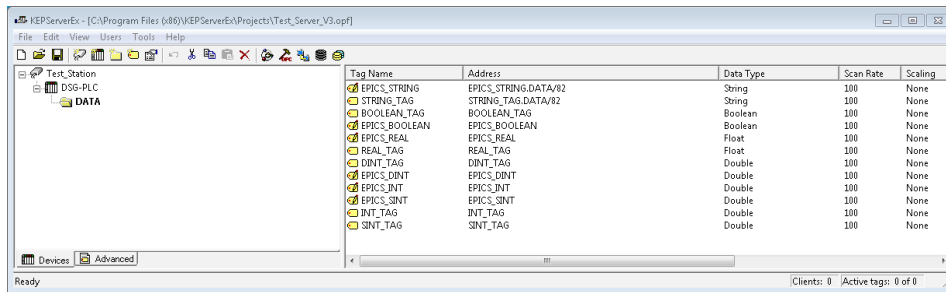 KEPServerEx - [C:\Program Files (x86)\KEPServerEx\Projects\Test_Server_V3.opf]
File Edit View Users Tools Help
Test_Station
DSG-PLC
DATA
Tag Name Address Data Type Scan Rate Scaling
EPICS_STRING EPICS_STRING.DATA/82 String 100 None
STRING_TAG STRING_TAG.DATA/82 String 100 None
BOOLEAN_TAG BOOLEAN_TAG Boolean 100 None
EPICS_BOOLEAN EPICS_BOOLEAN Boolean 100 None
EPICS_REAL EPICS_REAL Float 100 None
REAL_TAG REAL_TAG Float 100 None
DINT_TAG DINT_TAG Double 100 None
EPICS_DINT EPICS_DINT Double 100 None
EPICS_INT EPICS_INT Double 100 None
EPICS_SINT EPICS_SINT Double 100 None
INT_TAG INT_TAG Double 100 None
SINT_TAG SINT_TAG Double 100 None
Devices Advanced
Ready Clients: 0 Active tags: 0 of 0